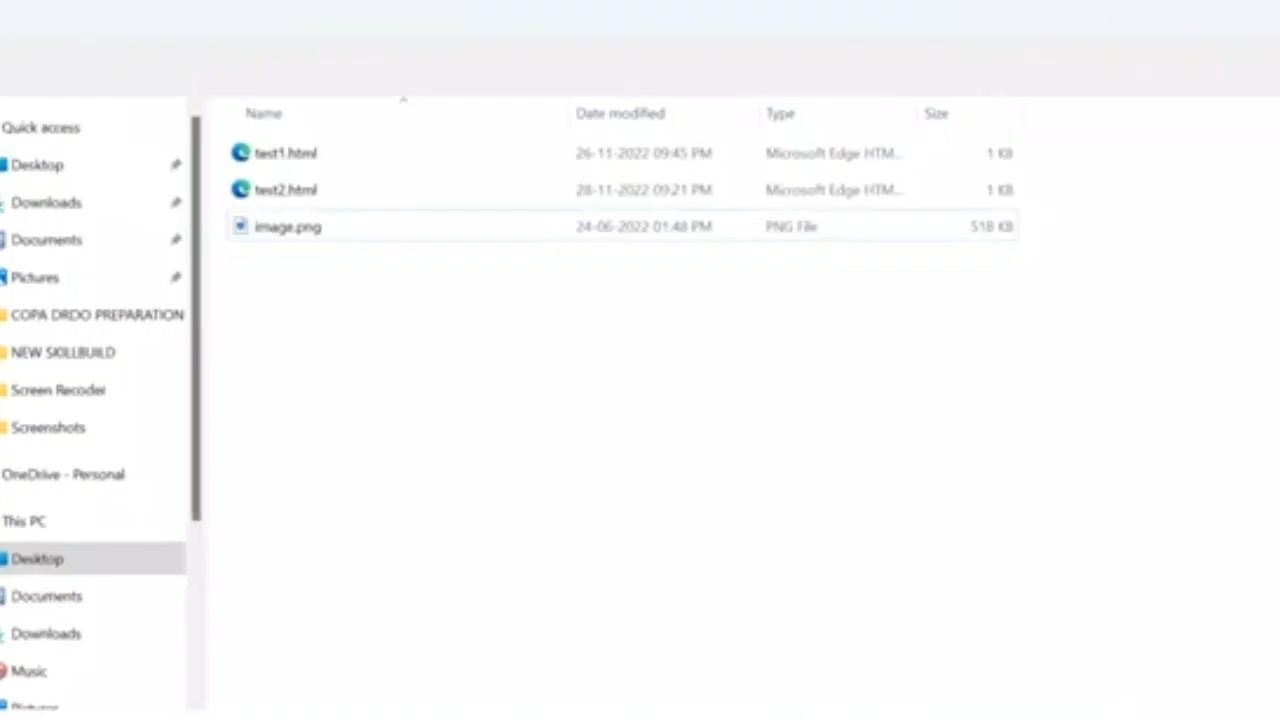 Name Date modified Type Size
Quick access
test1.html 26-11-2022 09:45 PM Microsoft Edge HTM... 1 KB
Desktop
test2.html 28-11-2022 09:21 PM Microsoft Edge HTM... 1 KB
Downloads
image.png 24-06-2022 01:48 PM PNG File 518 KB
Documents
Pictures
COPA DRDO PREPARATION
NEW SKILLBUILD
Screen Recoder
Screenshots
OneDrive - Personal
This PC
Desktop
Documents
Downloads
Music
Pictures